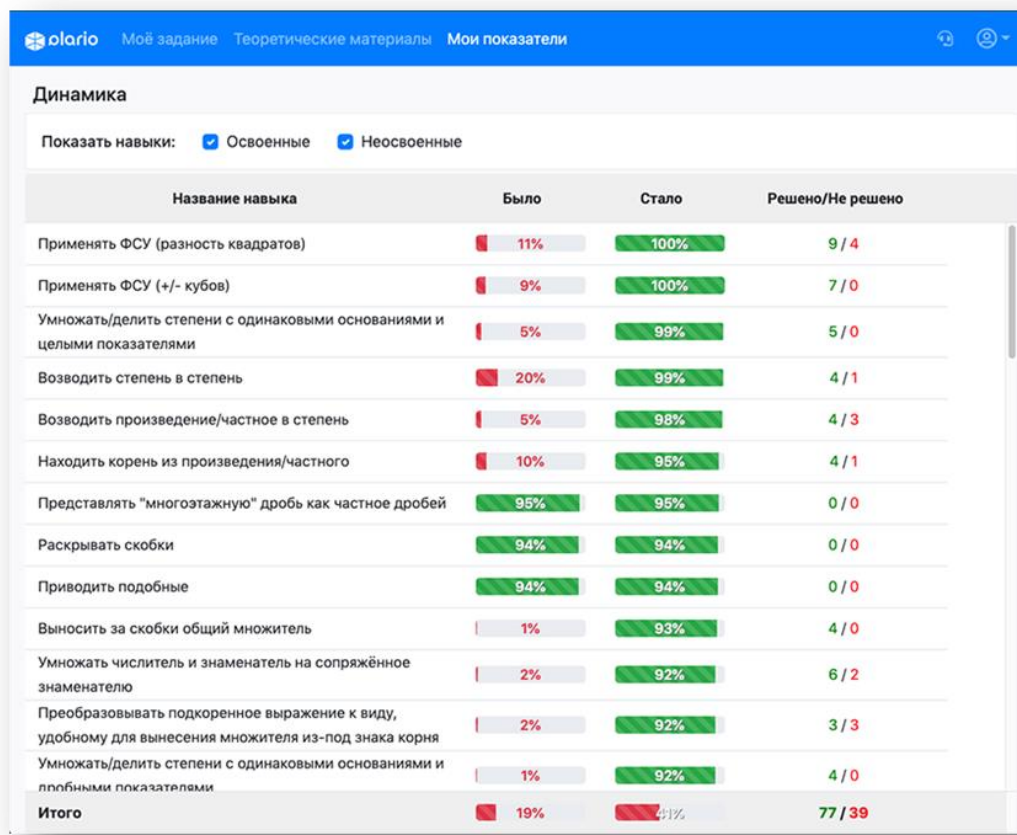 plario Моё задание Теоретические материалы Мои показатели
Динамика
Показать навыки: Освоенные Неосвоенные
Название навыка Было Стало Решено/Не решено
Применять ФСУ (разность квадратов) 11% 100% 9 / 4
Применять ФСУ (+/- кубов) 9% 100% 7 / 0
Умножать/делить степени с одинаковыми основаниями и
целыми показателями 5% 99% 5 / 0
Возводить степень в степень 20% 99% 4 / 1
Возводить произведение/частное в степень 5% 98% 4 / 3
Находить корень из произведения/частного 10% 95% 4 / 1
Представлять "многоэтажную" дробь как частное дробей 95% 95% 0 / 0
Раскрывать скобки 94% 94% 0 / 0
Приводить подобные 94% 94% 0 / 0
Выносить за скобки общий множитель 1% 93% 4 / 0
Умножать числитель и знаменатель на сопряжённое
знаменателю 2% 92% 6 / 2
Преобразовывать подкоренное выражение к виду,
удобному для вынесения множителя из-под знака корня 2% 92% 3 / 3
Умножать/делить степени с одинаковыми основаниями и
дробными показателями 1% 92% 4 / 0
Итого 19% 41% 77 / 39